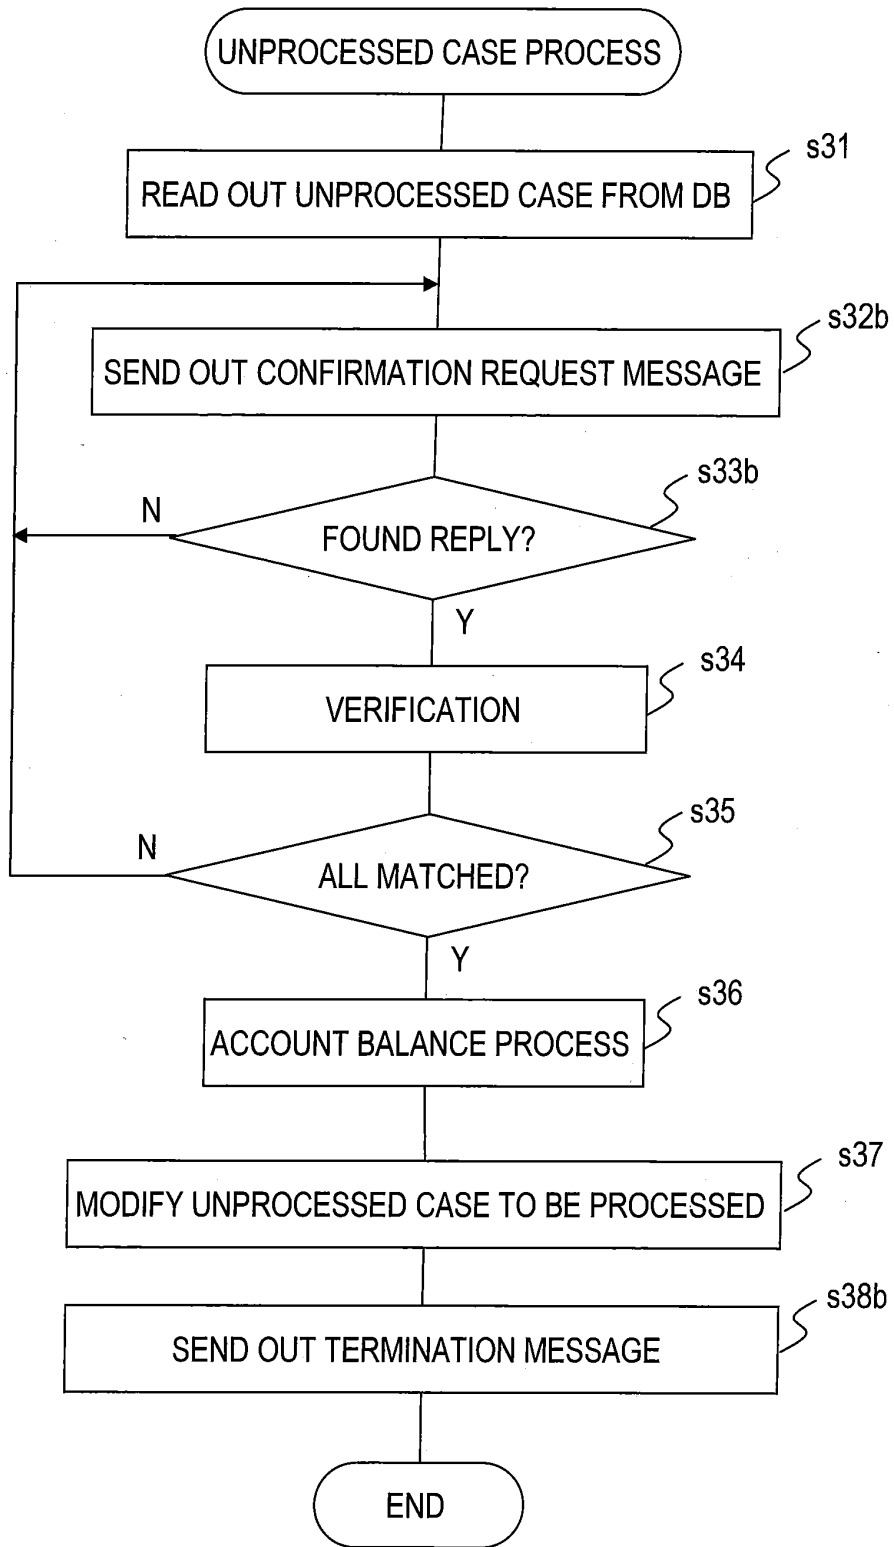 UNPROCESSED CASE PROCESS
s31
READ OUT UNPROCESSED CASE FROM DB
s32b
SEND OUT CONFIRMATION REQUEST MESSAGE
s33b
N
FOUND REPLY?
Y
s34
VERIFICATION
s35
N
ALL MATCHED?
Y
s36
ACCOUNT BALANCE PROCESS
s37
MODIFY UNPROCESSED CASE TO BE PROCESSED
s38b
SEND OUT TERMINATION MESSAGE
END